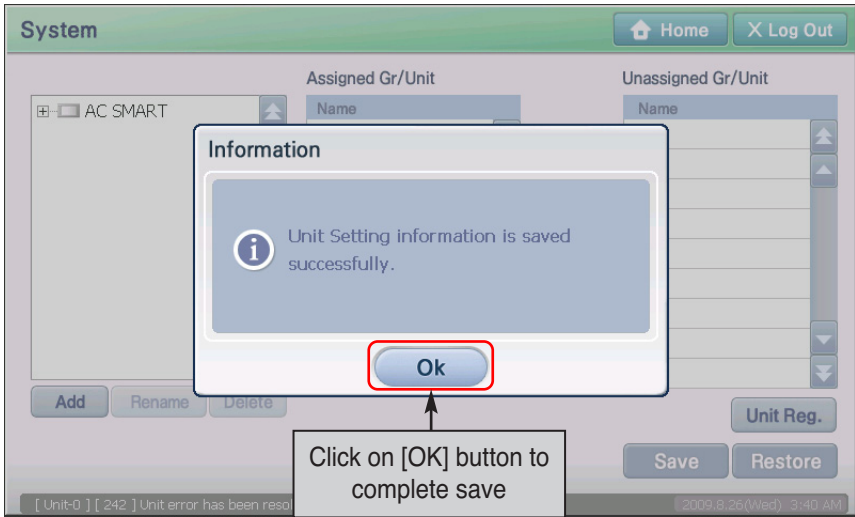 System
Home
X Log Out
Assigned Gr/Unit
Unassigned Gr/Unit
AC SMART
Name
Name
Information
Unit Setting information is saved
successfully.
Ok
Add
Rename
Delete
Unit Reg.
Click on [OK] button to
complete save
Save
Restore
[ Unit-0 ] [ 242 ] Unit error has been
2009.8.26(Wed) 3:40 AM